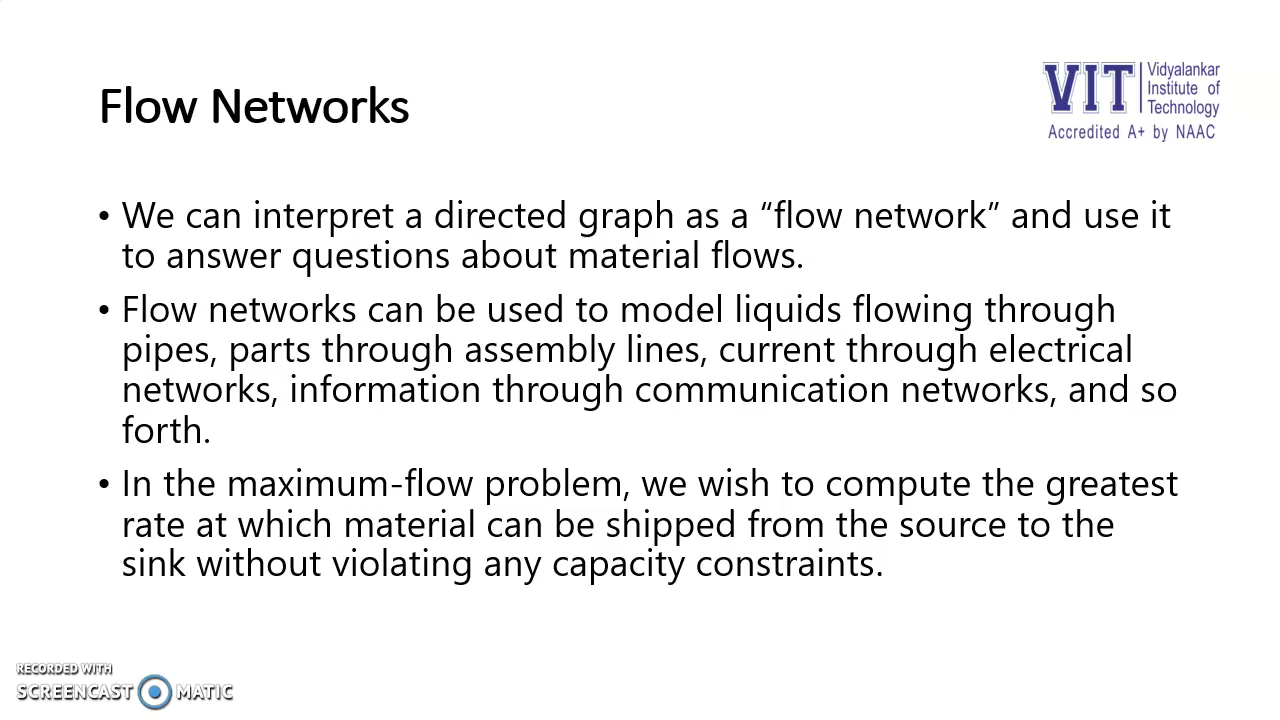 Flow Networks
VIT
Vidyalankar
Institute of
Technology
Accredited A+ by NAAC
• We can interpret a directed graph as a “flow network” and use it
to answer questions about material flows.
• Flow networks can be used to model liquids flowing through
pipes, parts through assembly lines, current through electrical
networks, information through communication networks, and so
forth.
• In the maximum-flow problem, we wish to compute the greatest
rate at which material can be shipped from the source to the
sink without violating any capacity constraints.
RECORDED WITH
SCREENCAST MATIC